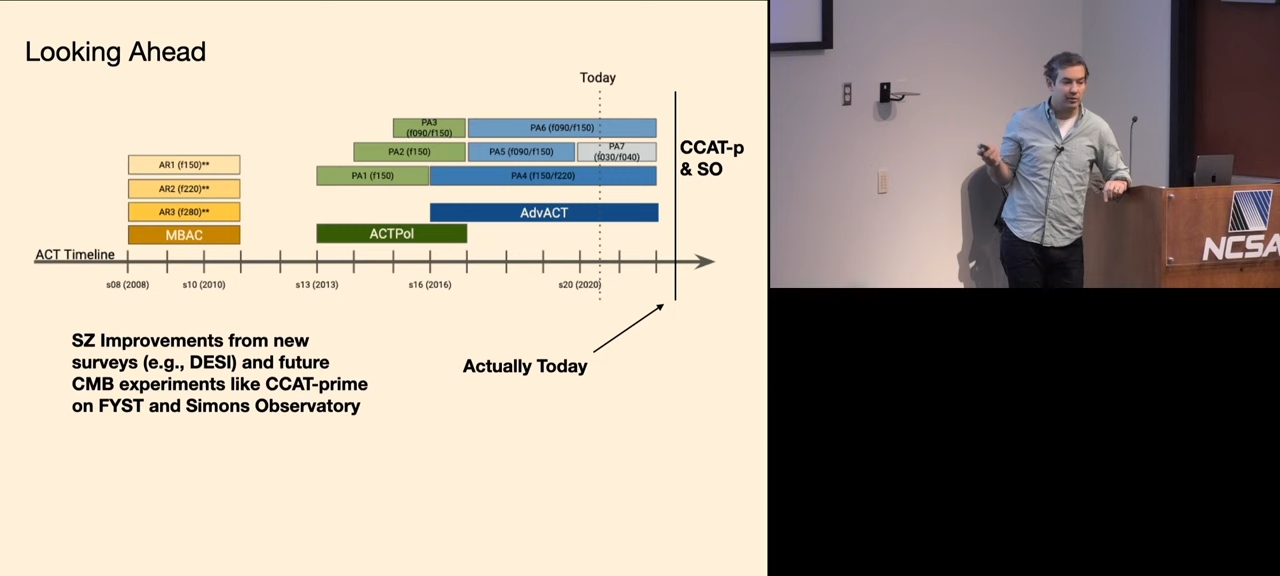 Looking Ahead
Today
PA3
(f090/f150)
PA6 (f090/f150)
PA2 (f150)
PA5 (f090/f150)
PA7
(f030/f040)
CCAT-p
& SO
AR1 (f150)**
PA1 (f150)
PA4 (f150/f220)
AR2 (f220)**
AR3 (f280)**
AdvACT
MBAC
ACTPol
ACT Timeline
s08 (2008)
s10 (2010)
s13 (2013)
s16 (2016)
s20 (2020)
SZ Improvements from new
surveys (e.g., DESI) and future
CMB experiments like CCAT-prime
on FYST and Simons Observatory
Actually Today
NCSA